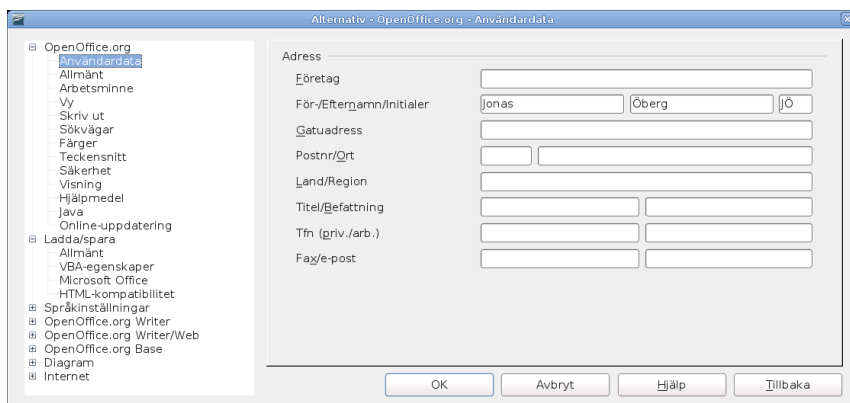 Alternativ - OpenOffice.org - Användardata
OpenOffice.org
Användardata
Allmänt
Arbetsminne
Vy
Skriv ut
Sökvägar
Färger
Teckensnitt
Säkerhet
Visning
Hjälpmedel
Java
Online-uppdatering
Ladda/spara
Allmänt
VBA-egenskaper
Microsoft Office
HTML-kompatibilitet
Språkinställningar
OpenOffice.org Writer
OpenOffice.org Writer/Web
OpenOffice.org Base
Diagram
Internet
Adress
Företag
För-/Efternamn/Initialer Jonas Öberg JÖ
Gatuadress
Postnr/Ort
Land/Region
Titel/Befattning
Tfn (priv./arb.)
Fax/e-post
OK Avbryt Hjälp Tillbaka